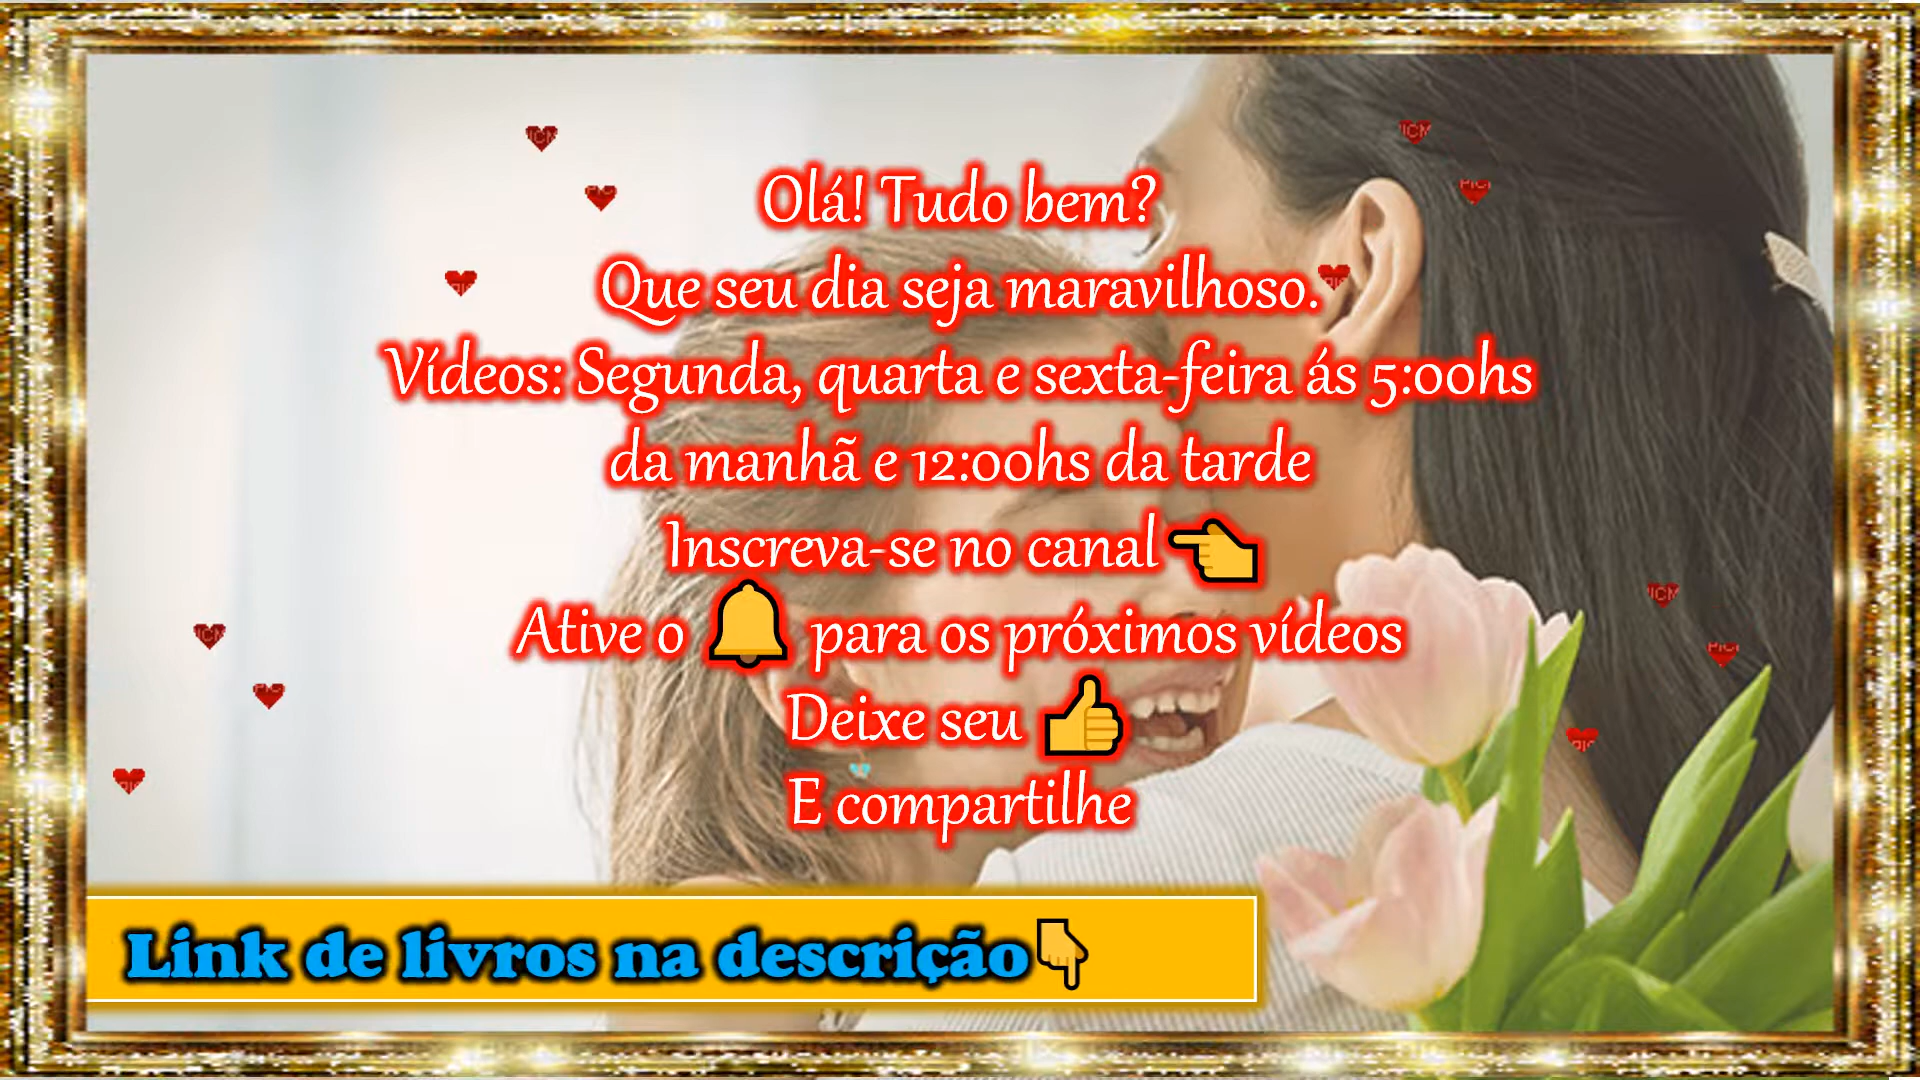 Olá! Tudo bem?
Que seu dia seja maravilhoso.
Vídeos: Segunda, quarta e sexta-feira ás 5:00hs
da manhã e 12:00hs da tarde
Inscreva-se no canal 👈
Ative o 🔔 para os próximos vídeos
Deixe seu 👍
E compartilhe
Link de livros na descrição👇